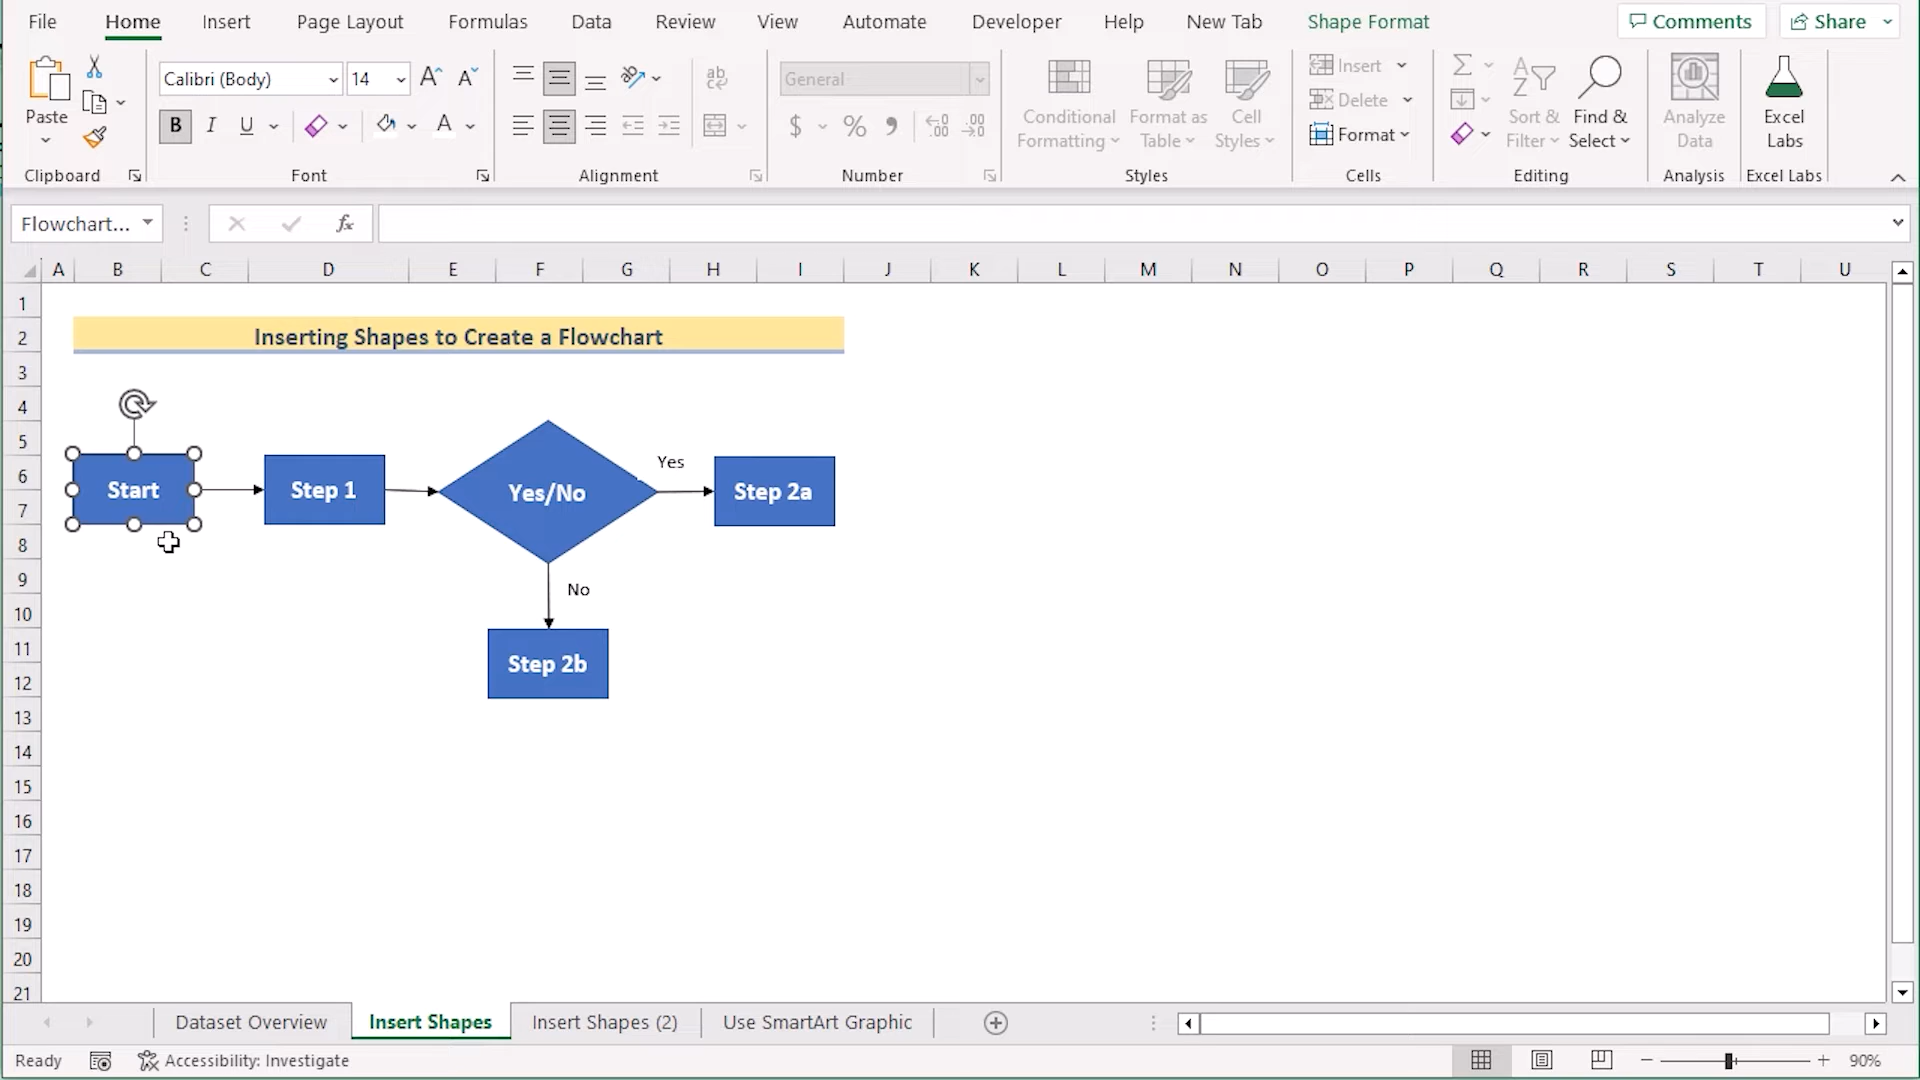 File Home Insert Page Layout Formulas Data Review View Automate Developer Help New Tab Shape Format Comments Share
Paste
Calibri (Body) 14
B I U A
ab
General
$ % 9
Conditional Formatting
Format as Table
Cell Styles
Insert
Delete
Format
Sort & Filter
Find & Select
Analyze Data
Excel Labs
Clipboard Font Alignment Number Styles Cells Editing Analysis Excel Labs
Flowchart... fx
A B C D E F G H I J K L M N O P Q R S T U
1
2 Inserting Shapes to Create a Flowchart
3
4
5
6 Yes
7 Start Step 1 Yes/No Step 2a
8
9 No
10
11 Step 2b
12
13
14
15
16
17
18
19
20
21
Dataset Overview Insert Shapes Insert Shapes (2) Use SmartArt Graphic
Ready Accessibility: Investigate 90%